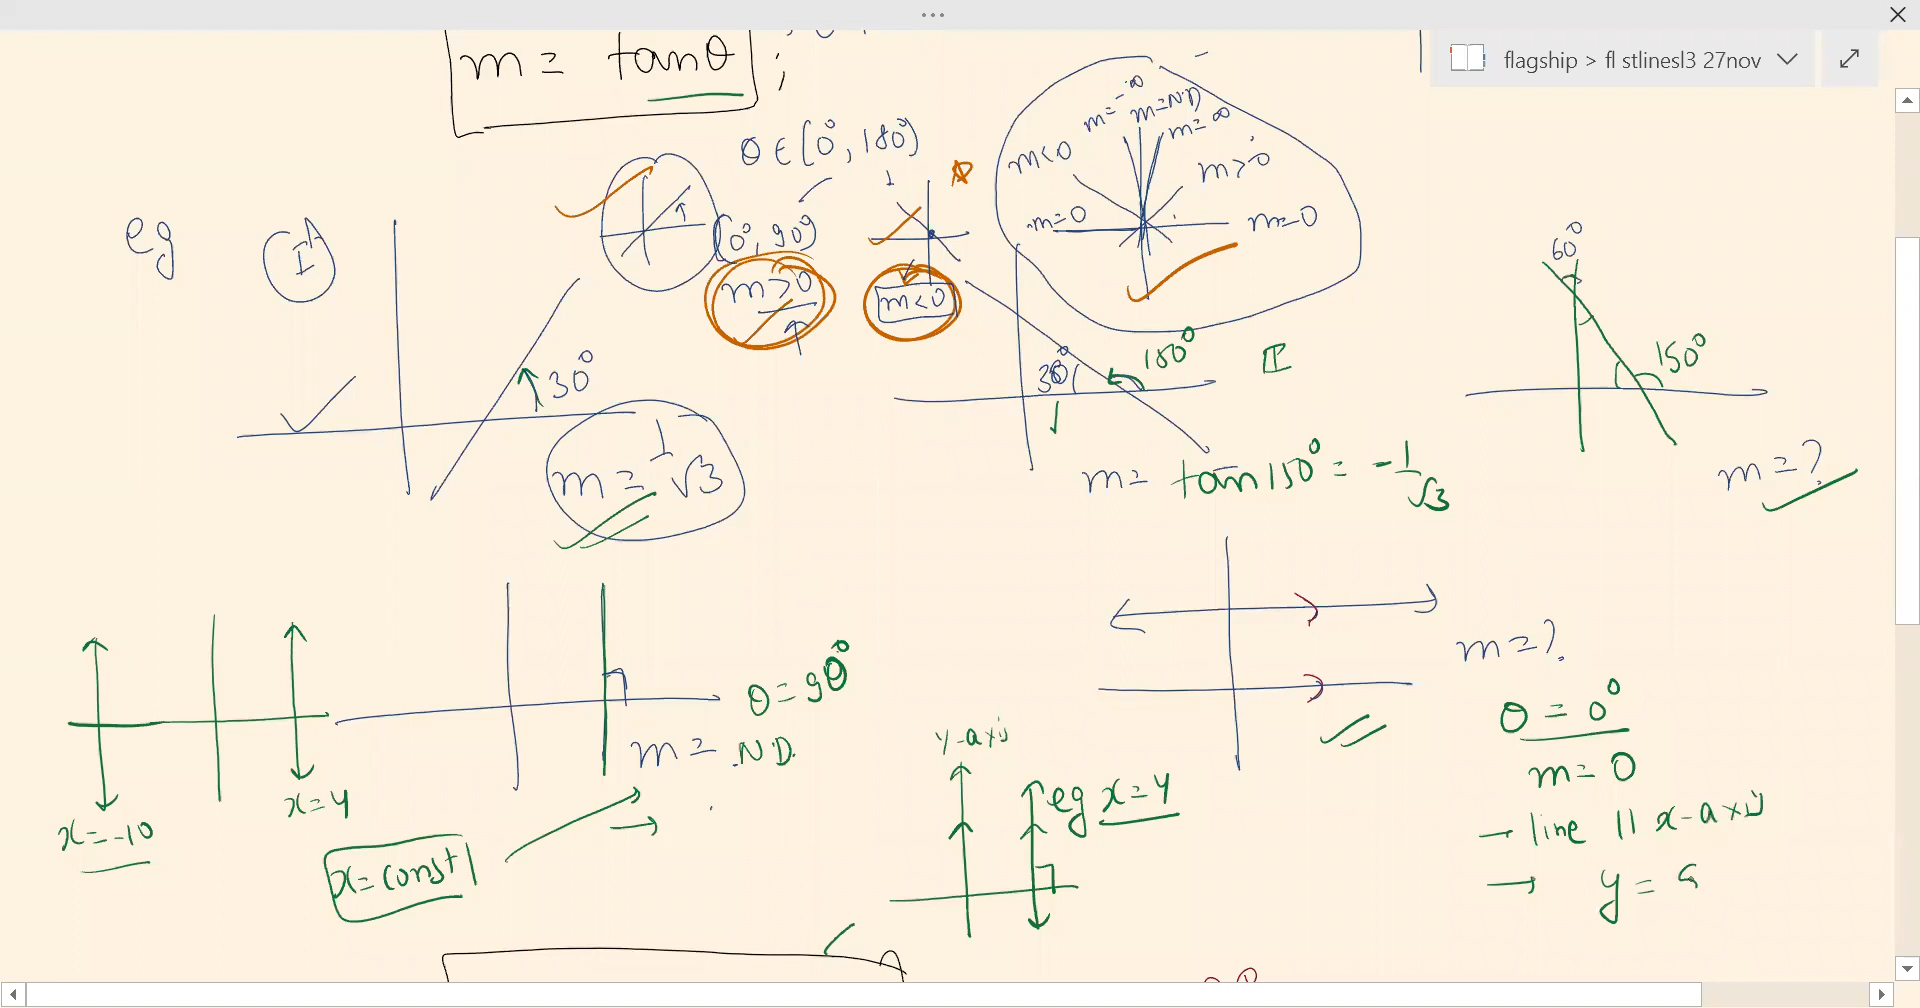 flagship > fl stlinesl3 27nov
m = tanθ ;
θ ∈ [0°, 180°)
m = -∞
m = N.D
m = ∞
m<0
m>0
m=0
m=0
eg
I
(0°, 90°)
m>0
m<0
30°
m = 1/√3
30°
180°
II
m = tan150° = -1/√3
60°
150°
m = ?
θ = 90°
m = N.D.
x = -10
x = 4
x = const
y-axis
eg x = 4
m = ?
θ = 0°
m = 0
→ line || x-axis
→ y =